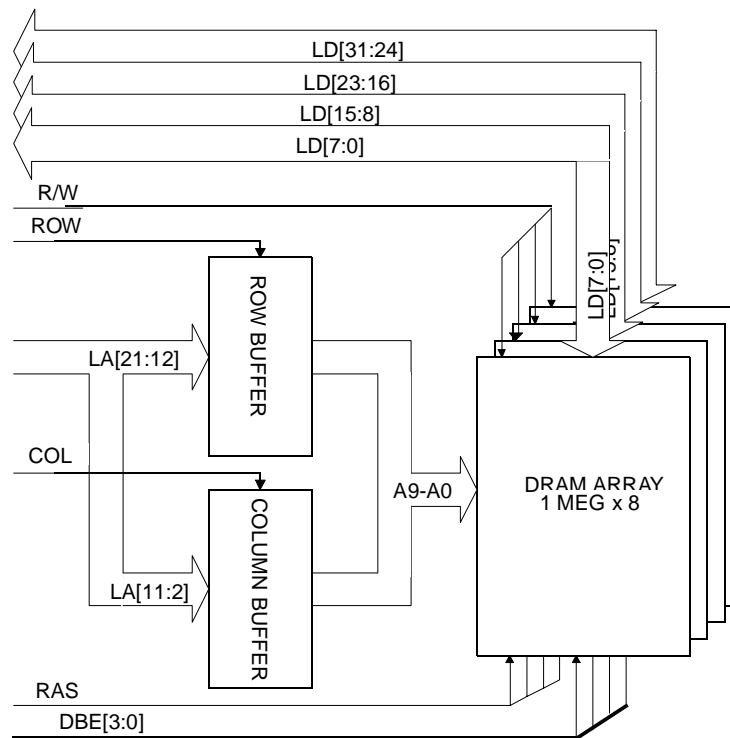 LD[31:24]
LD[23:16]
LD[15:8]
LD[7:0]
R/W
ROW
LD[7:0]
ROW BUFFER
LA[21:12]
COL
A9-A0
DRAM ARRAY
1 MEG x 8
COLUMN BUFFER
LA[11:2]
RAS
DBE[3:0]